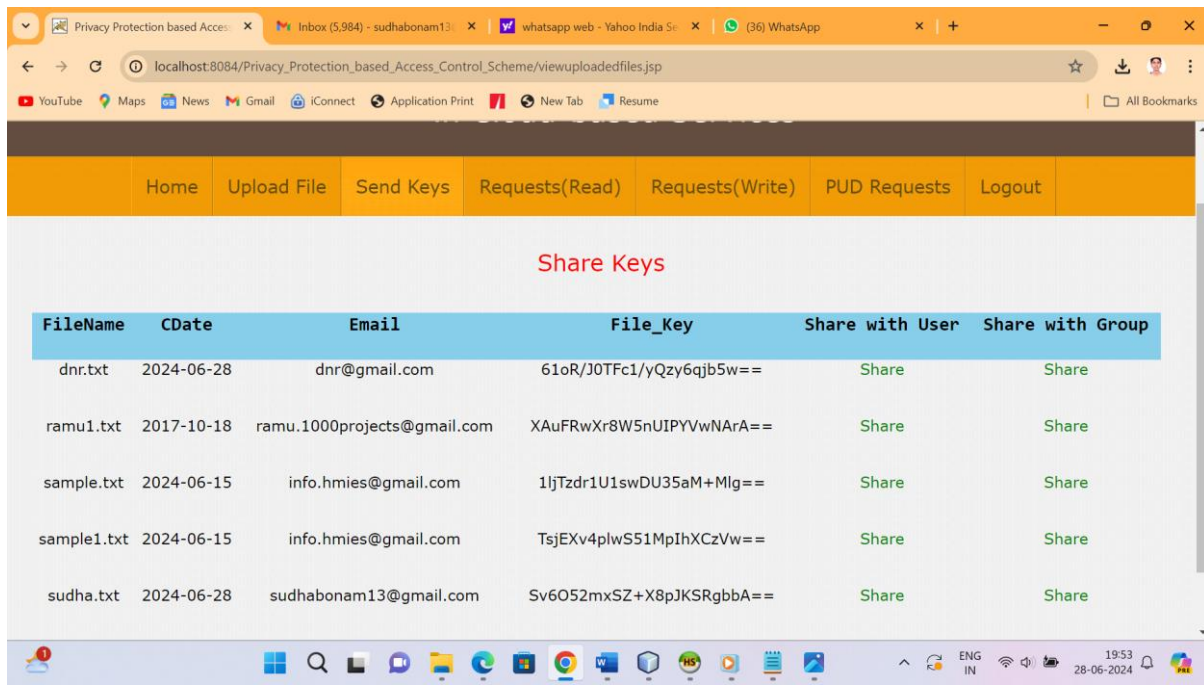 Privacy Protection based Acces
Inbox (5,984) - sudhabonam13
whatsapp web - Yahoo India Se
(36) WhatsApp
localhost:8084/Privacy_Protection_based_Access_Control_Scheme/viewuploadedfiles.jsp
YouTube Maps News Gmail iConnect Application Print New Tab Resume All Bookmarks
Home Upload File Send Keys Requests(Read) Requests(Write) PUD Requests Logout
Share Keys
FileName CDate Email File_Key Share with User Share with Group
dnr.txt 2024-06-28 dnr@gmail.com 61oR/J0TFc1/yQzy6qjb5w== Share Share
ramu1.txt 2017-10-18 ramu.1000projects@gmail.com XAuFRwXr8W5nUIPYVwNArA== Share Share
sample.txt 2024-06-15 info.hmies@gmail.com 1ljTzdr1U1swDU35aM+Mlg== Share Share
sample1.txt 2024-06-15 info.hmies@gmail.com TsjEXv4plwS51MpIhXCzVw== Share Share
sudha.txt 2024-06-28 sudhabonam13@gmail.com Sv6O52mxSZ+X8pJKSRgbbA== Share Share
1
ENG
IN
19:53
28-06-2024